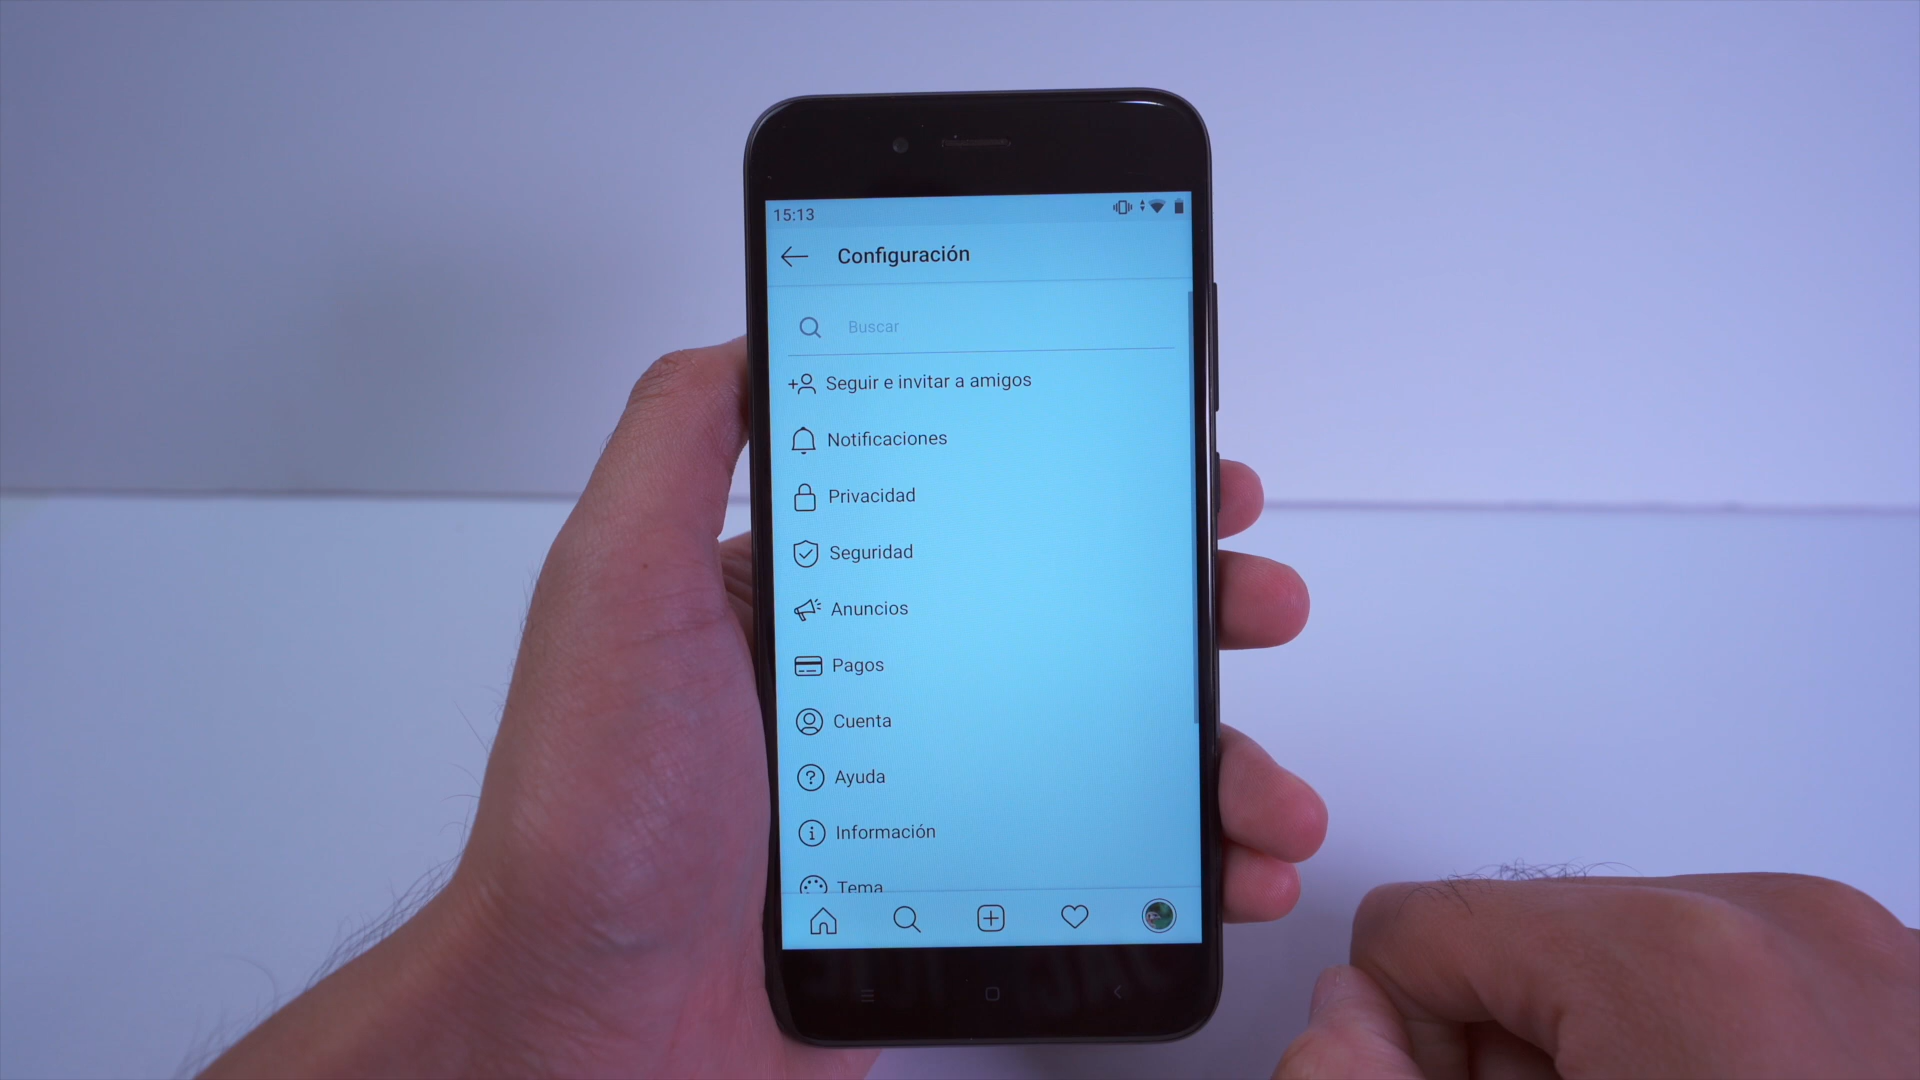 15:13
Configuración
Buscar
Seguir e invitar a amigos
Notificaciones
Privacidad
Seguridad
Anuncios
Pagos
Cuenta
Ayuda
Información
Tema